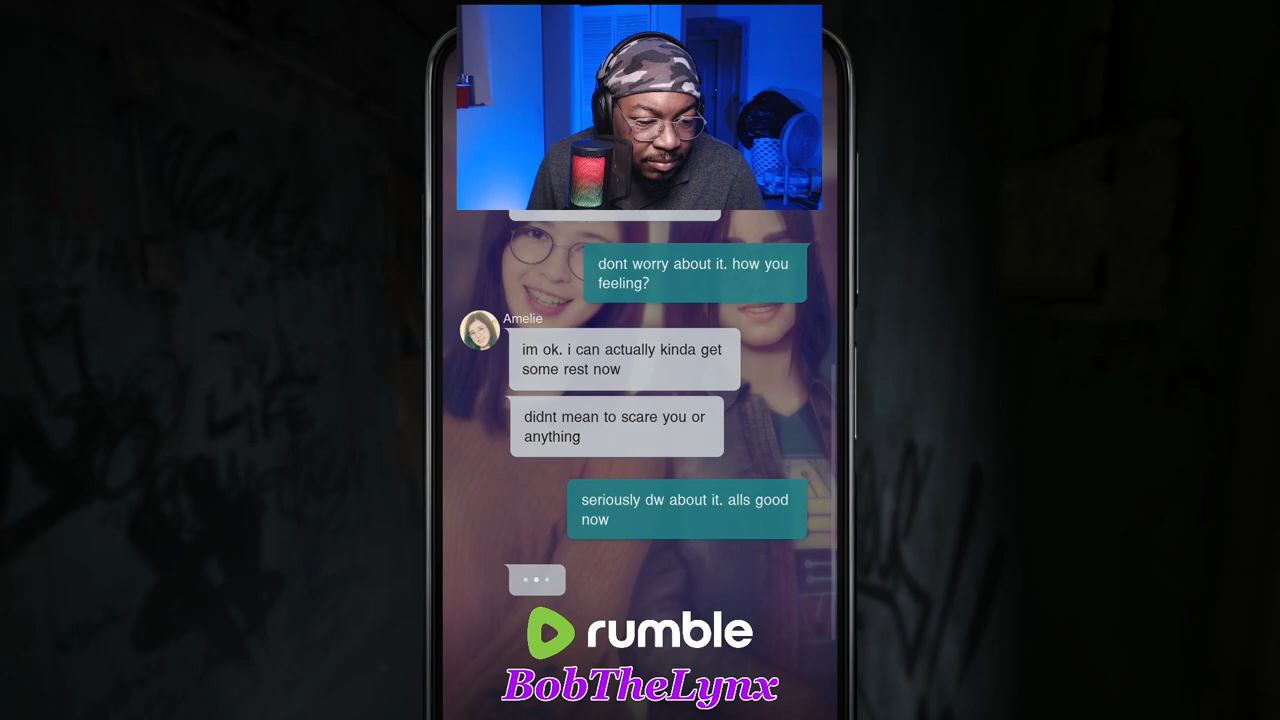 dont worry about it. how you
feeling?
Amelie
im ok. i can actually kinda get
some rest now
didnt mean to scare you or
anything
seriously dw about it. alls good
now
rumble
BobTheLynx